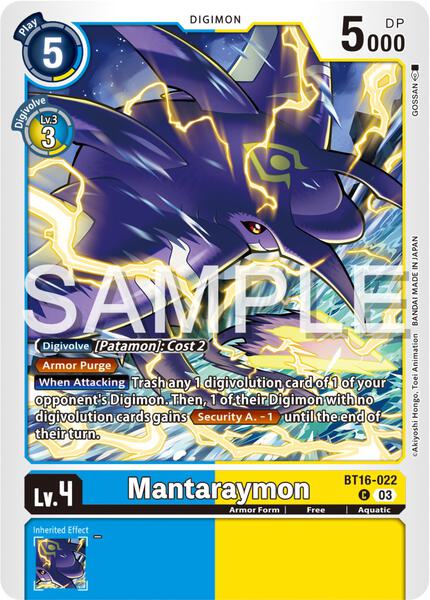 Play
5
DIGIMON
DP
5000
Digivolve
Lv.3
3
GOSSAN
©Akiyoshi Hongo, Toei Animation BANDAI MADE IN JAPAN
SAMPLE
Digivolve [Patamon]: Cost 2
Armor Purge
When Attacking Trash any 1 digivolution card of 1 of your
opponent's Digimon. Then, 1 of their Digimon with no
digivolution cards gains Security A. -1 until the end of
their turn.
Lv.4
Mantaraymon
BT16-022
C 03
Armor Form | Free | Aquatic
Inherited Effect
-